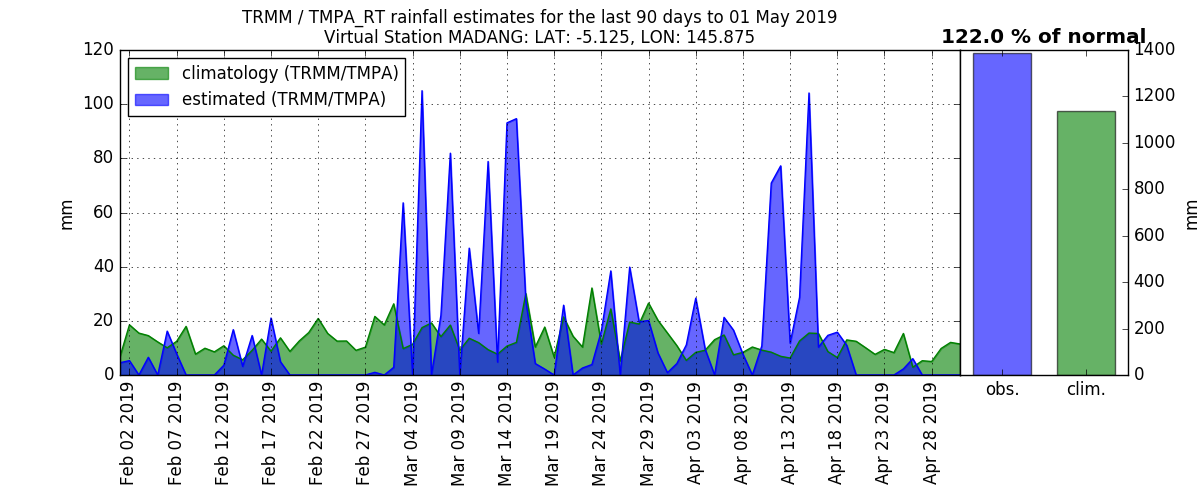 TRMM / TMPA_RT rainfall estimates for the last 90 days to 01 May 2019
Virtual Station MADANG: LAT: -5.125, LON: 145.875
122.0 % of normal
climatology (TRMM/TMPA)
estimated (TRMM/TMPA)
120
100
80
60
40
20
0
mm
1400
1200
1000
800
600
400
200
0
mm
Feb 02 2019
Feb 07 2019
Feb 12 2019
Feb 17 2019
Feb 22 2019
Feb 27 2019
Mar 04 2019
Mar 09 2019
Mar 14 2019
Mar 19 2019
Mar 24 2019
Mar 29 2019
Apr 03 2019
Apr 08 2019
Apr 13 2019
Apr 18 2019
Apr 23 2019
Apr 28 2019
obs.
clim.